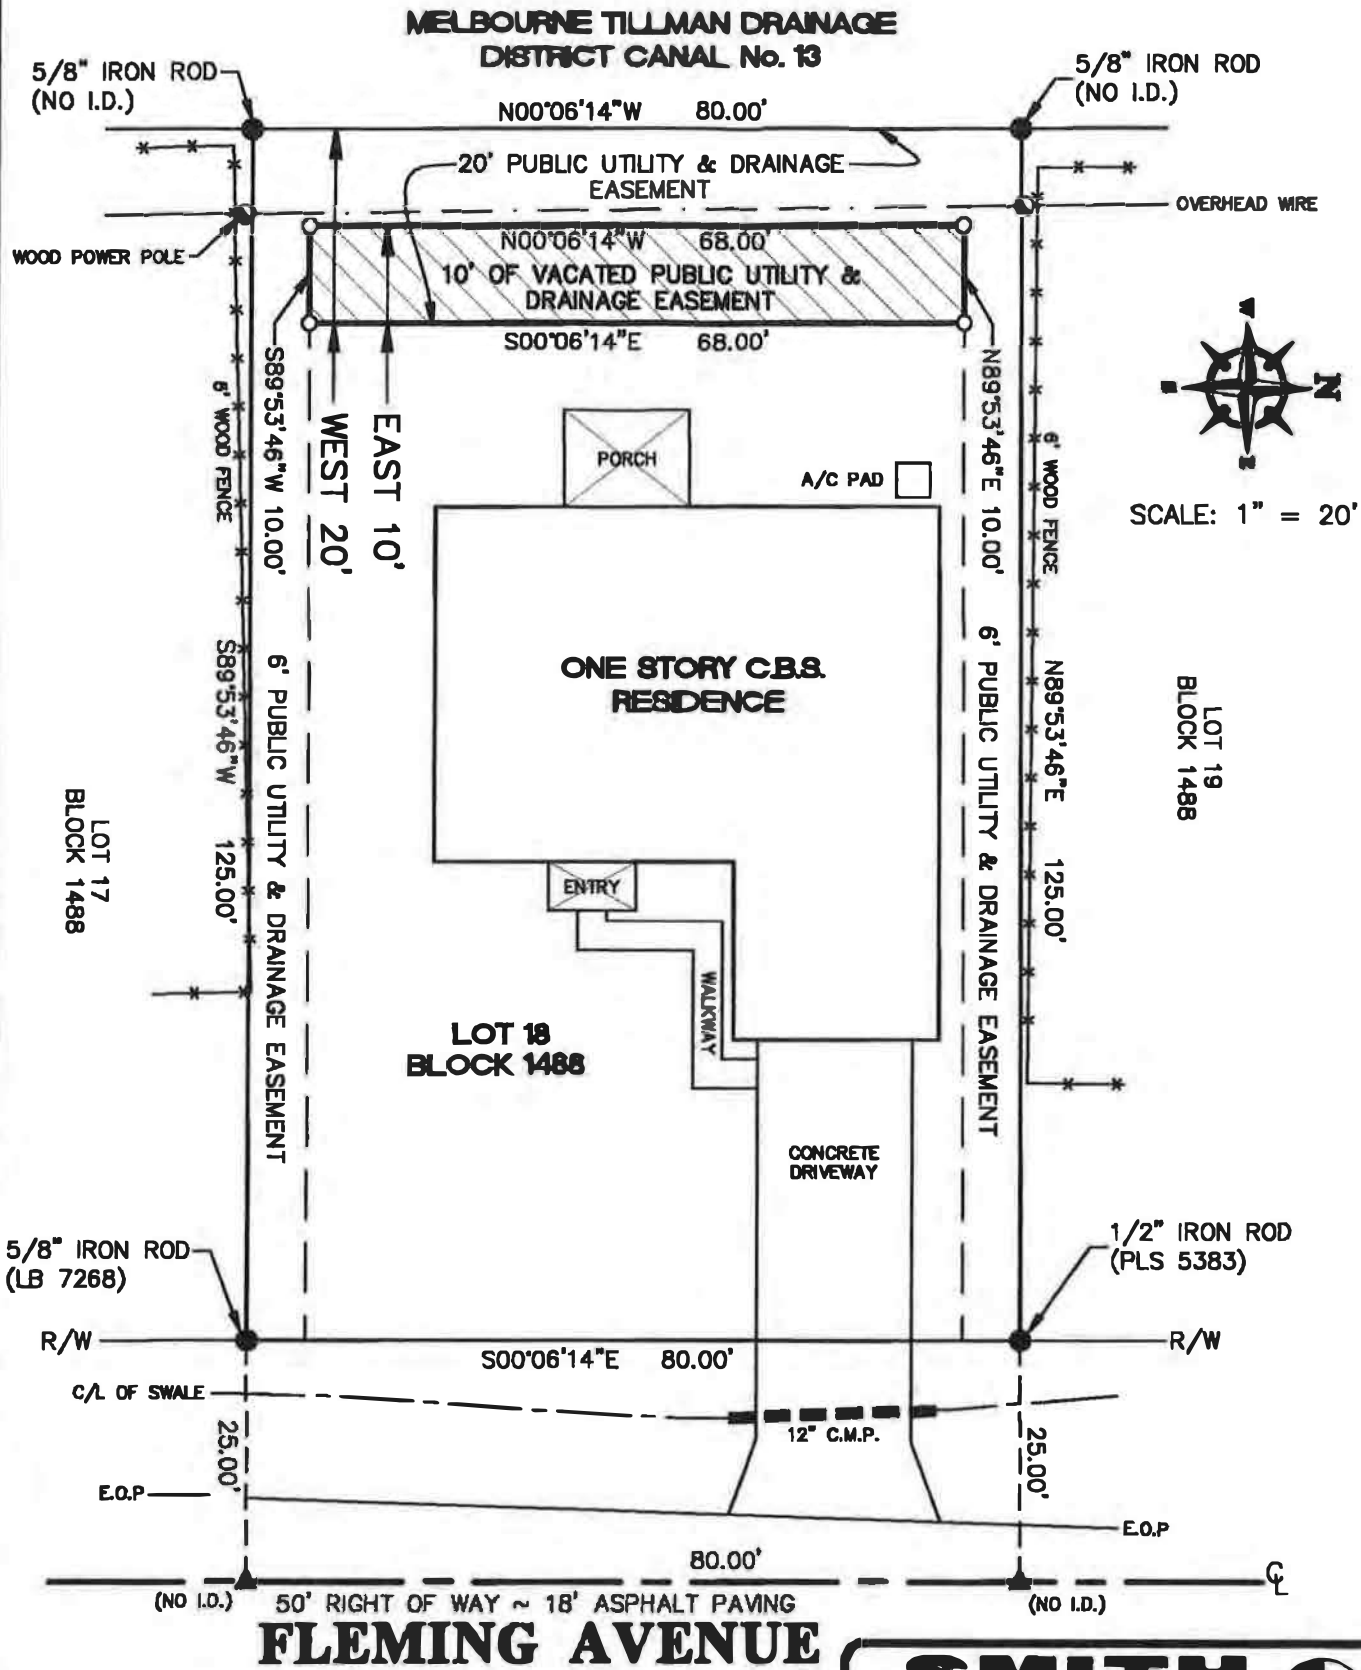 MELBOURNE TILLMAN DRAINAGE
DISTRICT CANAL No. 13
5/8" IRON ROD
(NO I.D.)
5/8" IRON ROD
(NO I.D.)
N00°06'14"W 80.00'
20' PUBLIC UTILITY & DRAINAGE
EASEMENT
OVERHEAD WIRE
WOOD POWER POLE
N00°06'14"W 68.00'
10' OF VACATED PUBLIC UTILITY &
DRAINAGE EASEMENT
S00°06'14"E 68.00'
S89°53'46"W 10.00'
WEST 20'
EAST 10'
N89°53'46"E 10.00'
6' WOOD FENCE
6' WOOD FENCE
W
N
E
SCALE: 1" = 20'
PORCH
A/C PAD
ONE STORY C.B.S.
RESIDENCE
S89°53'46"W 125.00'
6' PUBLIC UTILITY & DRAINAGE EASEMENT
6' PUBLIC UTILITY & DRAINAGE EASEMENT
N89°53'46"E 125.00'
LOT 19
BLOCK 1488
LOT 17
BLOCK 1488
ENTRY
WALKWAY
LOT 18
BLOCK 1488
CONCRETE
DRIVEWAY
5/8" IRON ROD
(LB 7268)
1/2" IRON ROD
(PLS 5383)
R/W
R/W
S00°06'14"E 80.00'
C/L OF SWALE
12" C.M.P.
25.00'
25.00'
E.O.P
E.O.P
80.00'
CL
(NO I.D.)
50' RIGHT OF WAY ~ 18' ASPHALT PAVING
(NO I.D.)
FLEMING AVENUE
SMITH